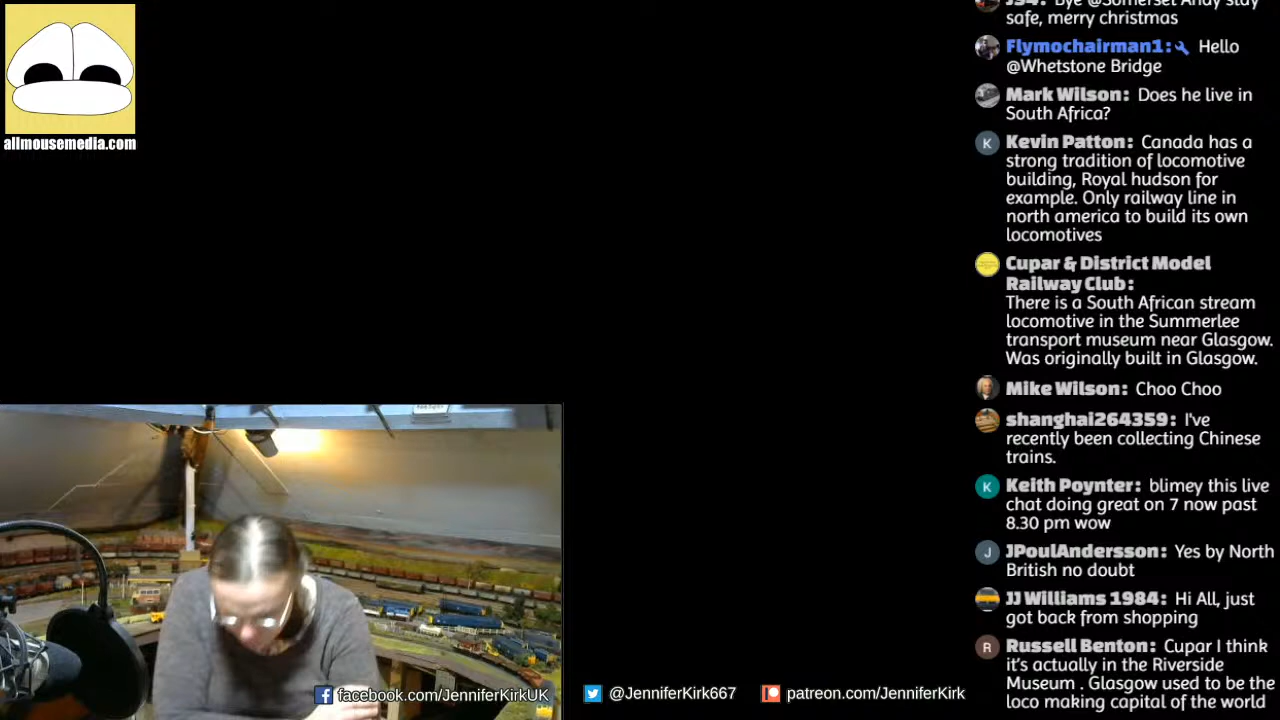 allmousemedia.com
safe, merry christmas
Flymochairman1: Hello
@Whetstone Bridge
Mark Wilson: Does he live in
South Africa?
K Kevin Patton: Canada has a
strong tradition of locomotive
building, Royal hudson for
example. Only railway line in
north america to build its own
locomotives
Cupar & District Model
Railway Club:
There is a South African stream
locomotive in the Summerlee
transport museum near Glasgow.
Was originally built in Glasgow.
Mike Wilson: Choo Choo
shanghai264359: I've
recently been collecting Chinese
trains.
K Keith Poynter: blimey this live
chat doing great on 7 now past
8.30 pm wow
J JPoulAndersson: Yes by North
British no doubt
JJ Williams 1984: Hi All, just
got back from shopping
R Russell Benton: Cupar I think
it's actually in the Riverside
Museum . Glasgow used to be the
loco making capital of the world
facebook.com/JenniferKirkUK
@JenniferKirk667
patreon.com/JenniferKirk